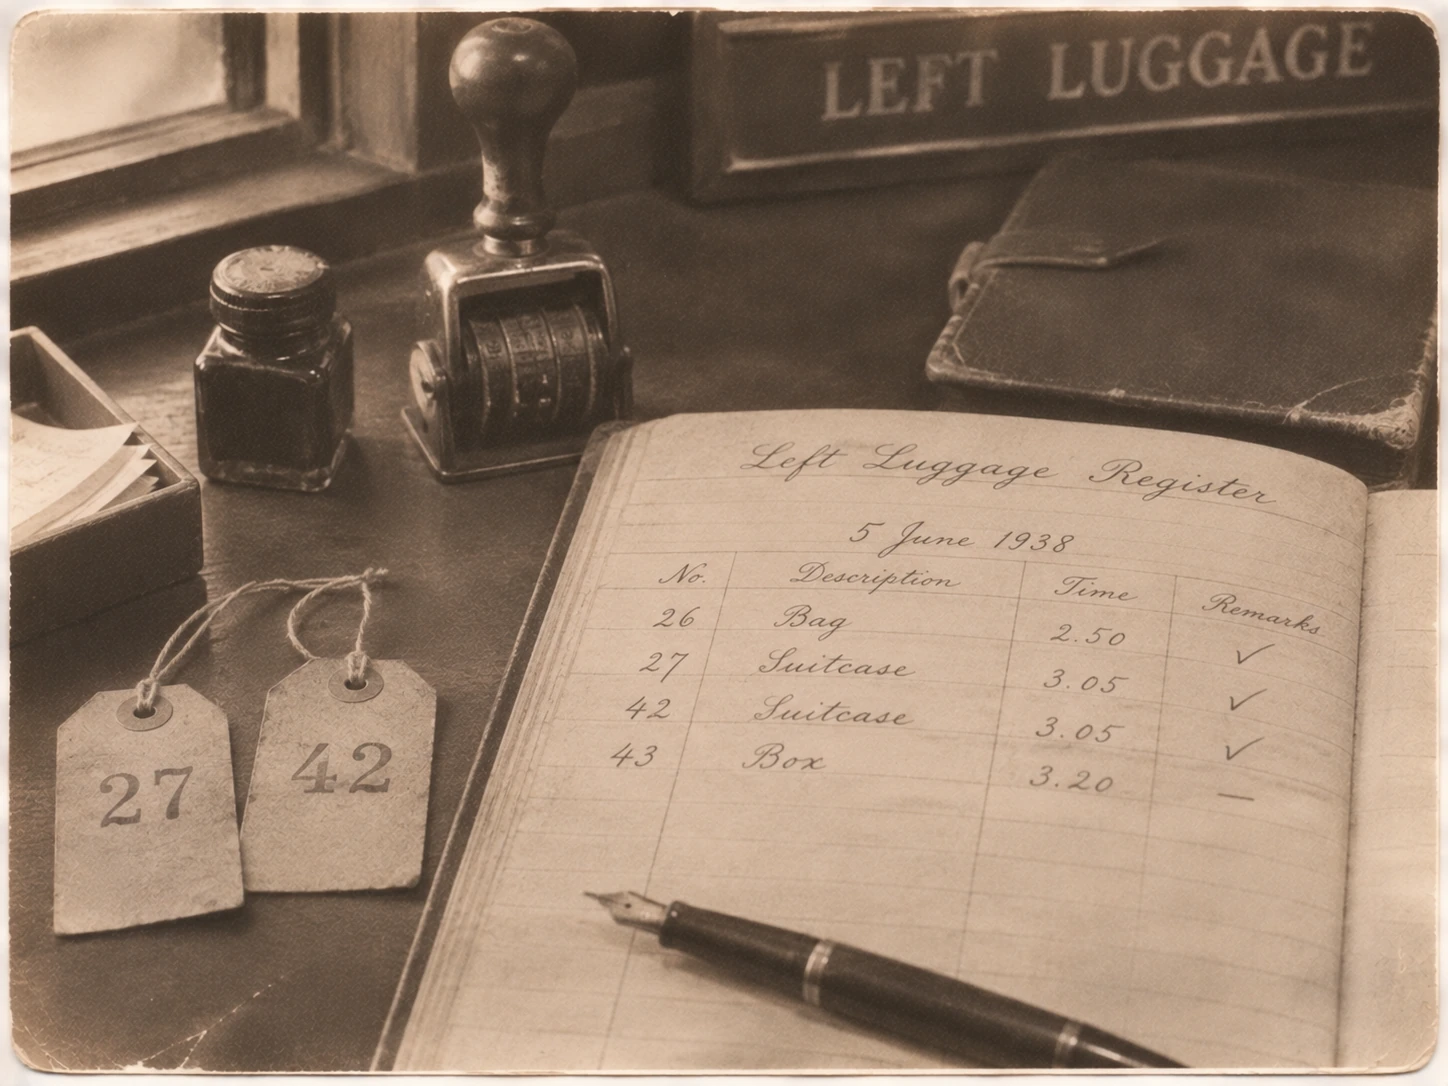 LEFT LUGGAGE
Left Luggage Register
5 June 1938
No. Description Time Remarks
26 Bag 2.50 ✓
27 Suitcase 3.05 ✓
42 Suitcase 3.05 ✓
43 Box 3.20 —
27
42